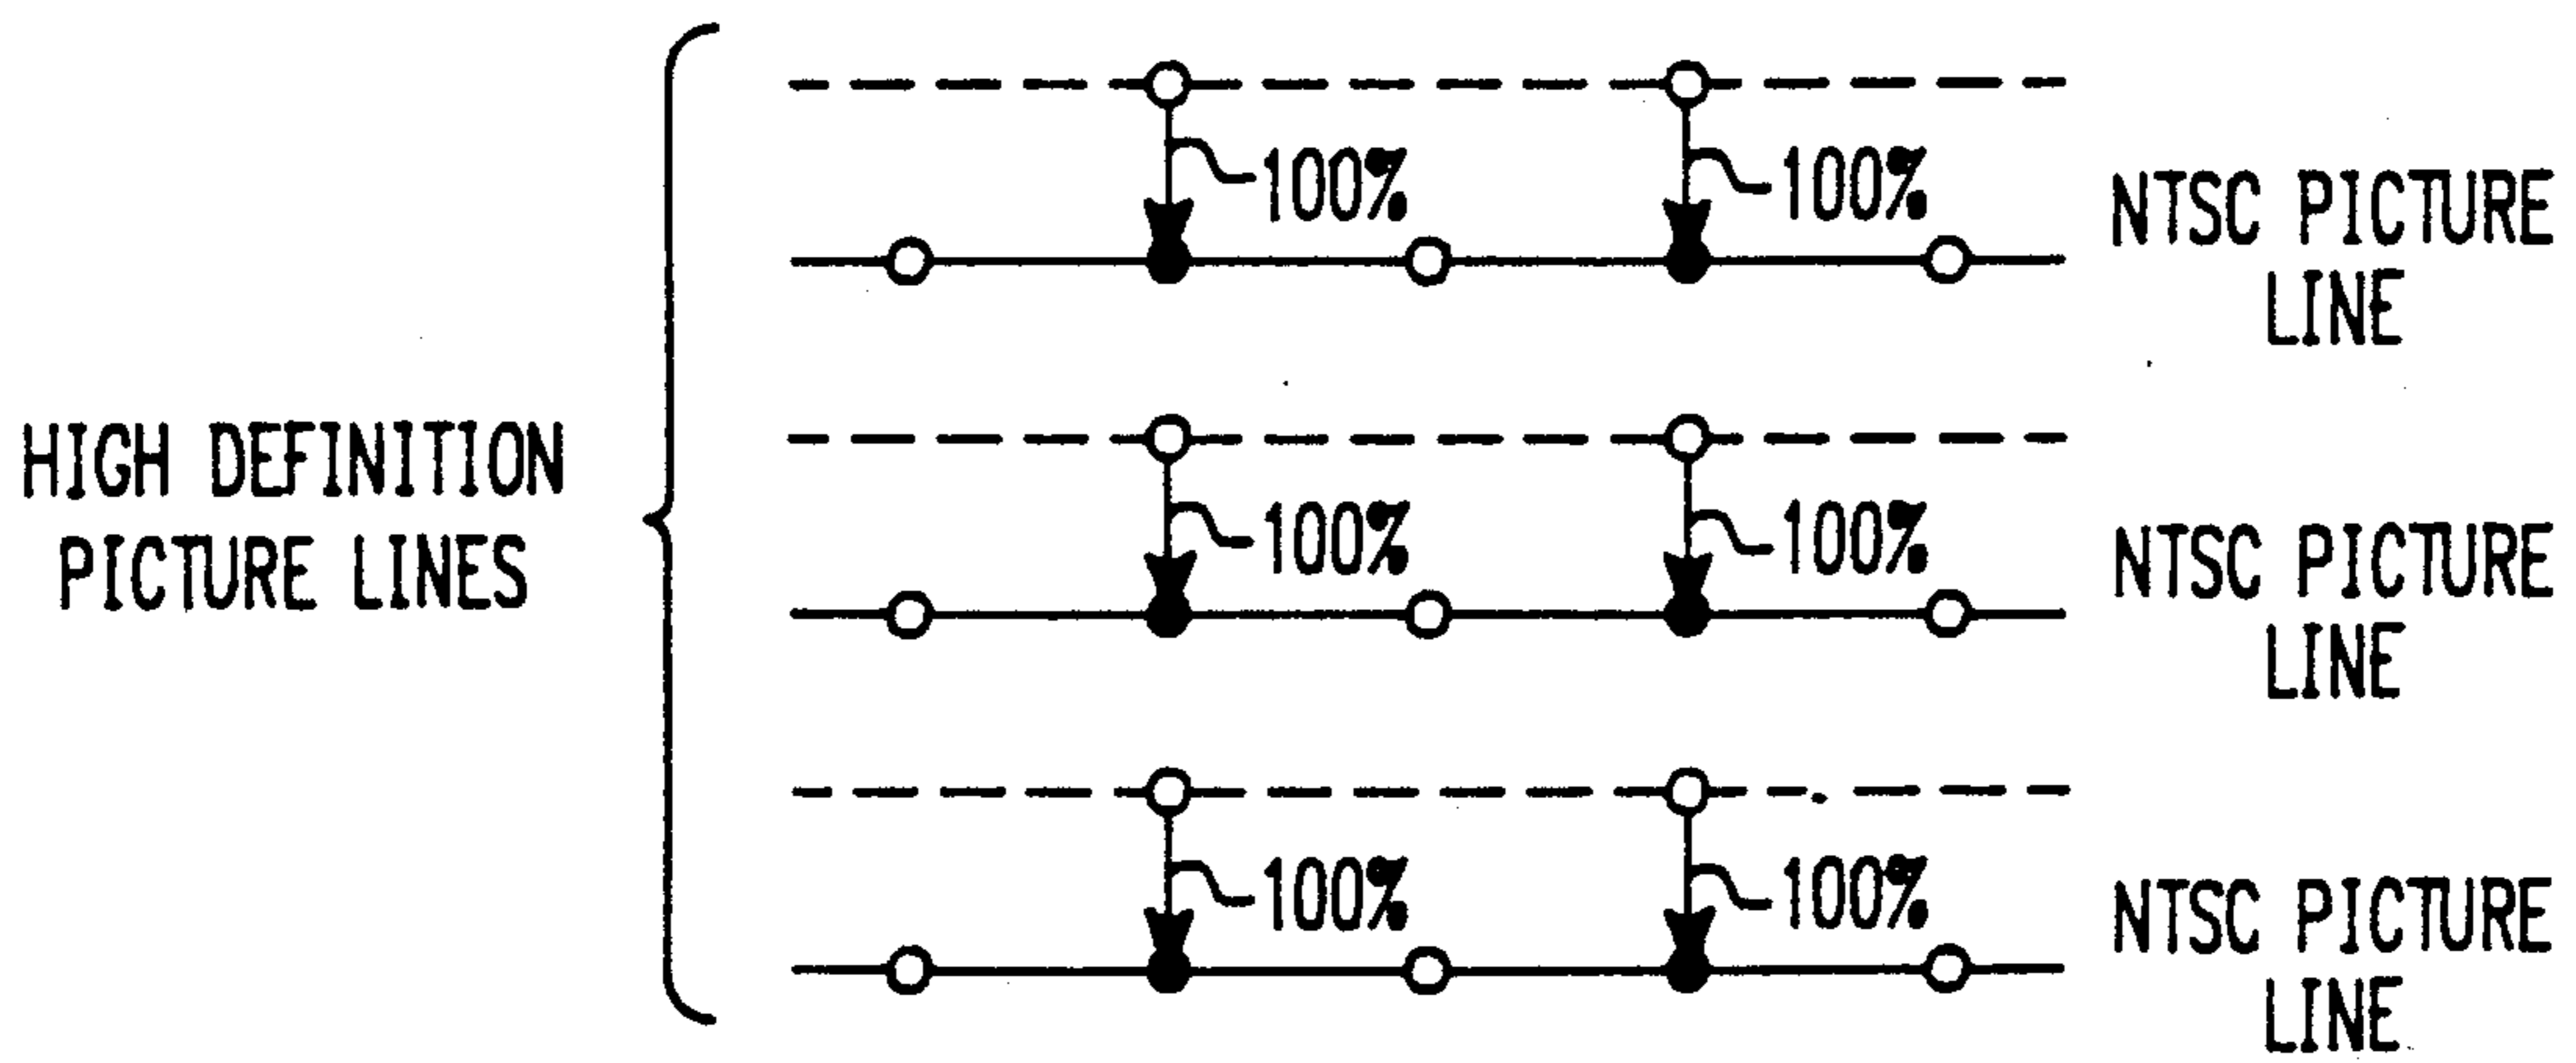 100% 100%
NTSC PICTURE
LINE
HIGH DEFINITION
PICTURE LINES
100% 100%
NTSC PICTURE
LINE
100% 100%
NTSC PICTURE
LINE